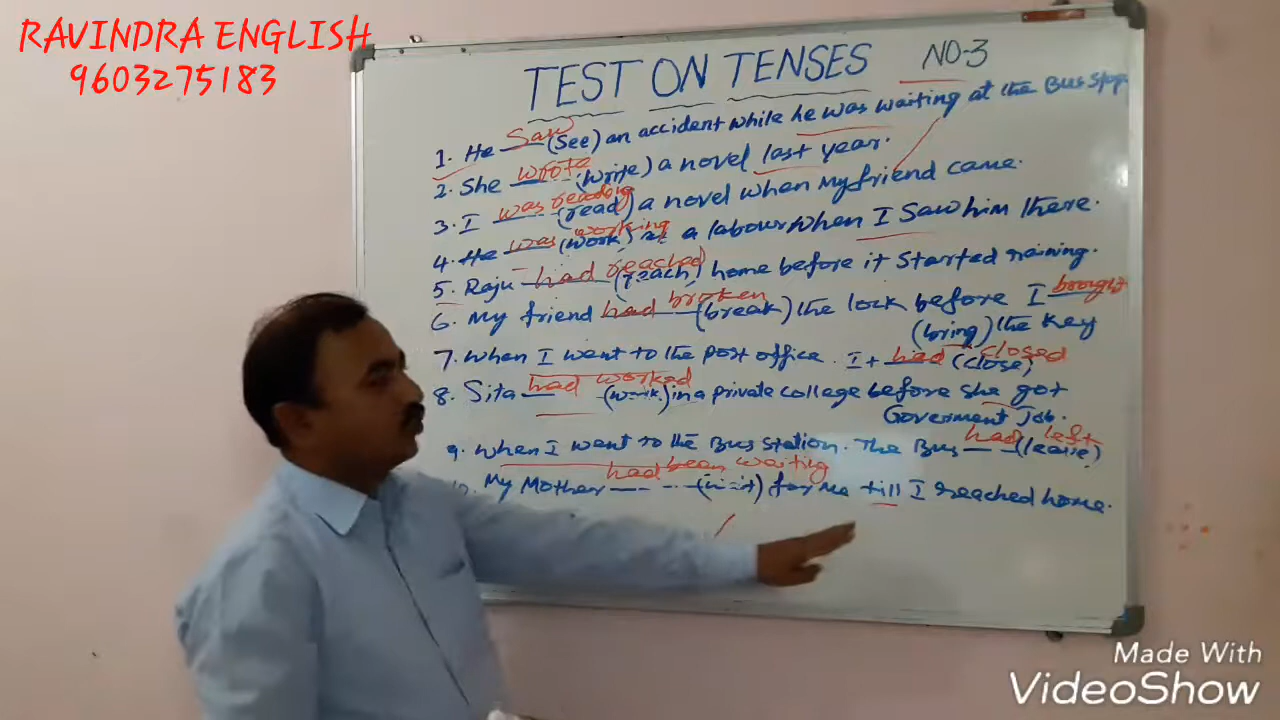 RAVINDRA ENGLISH
9603275183
TEST ON TENSES NO-3
1. He saw (see) an accident while he was waiting at the Bus stop.
2. She wrote (write) a novel last year.
3. I was reading (read) a novel when My friend came.
4. He was working (work) as a labour when I saw him there.
5. Raju had reached (reach) home before it started raining.
6. My friend had broken (break) the lock before I brought
(bring) the key
7. When I went to the post office. It had closed (close)
8. Sita had worked (work) in a private collage before she got
Goverment Job.
9. When I went to the Bus station. The Bus had left (leave)
My Mother had been waiting (wait) for me till I reached home.
Made With
VideoShow